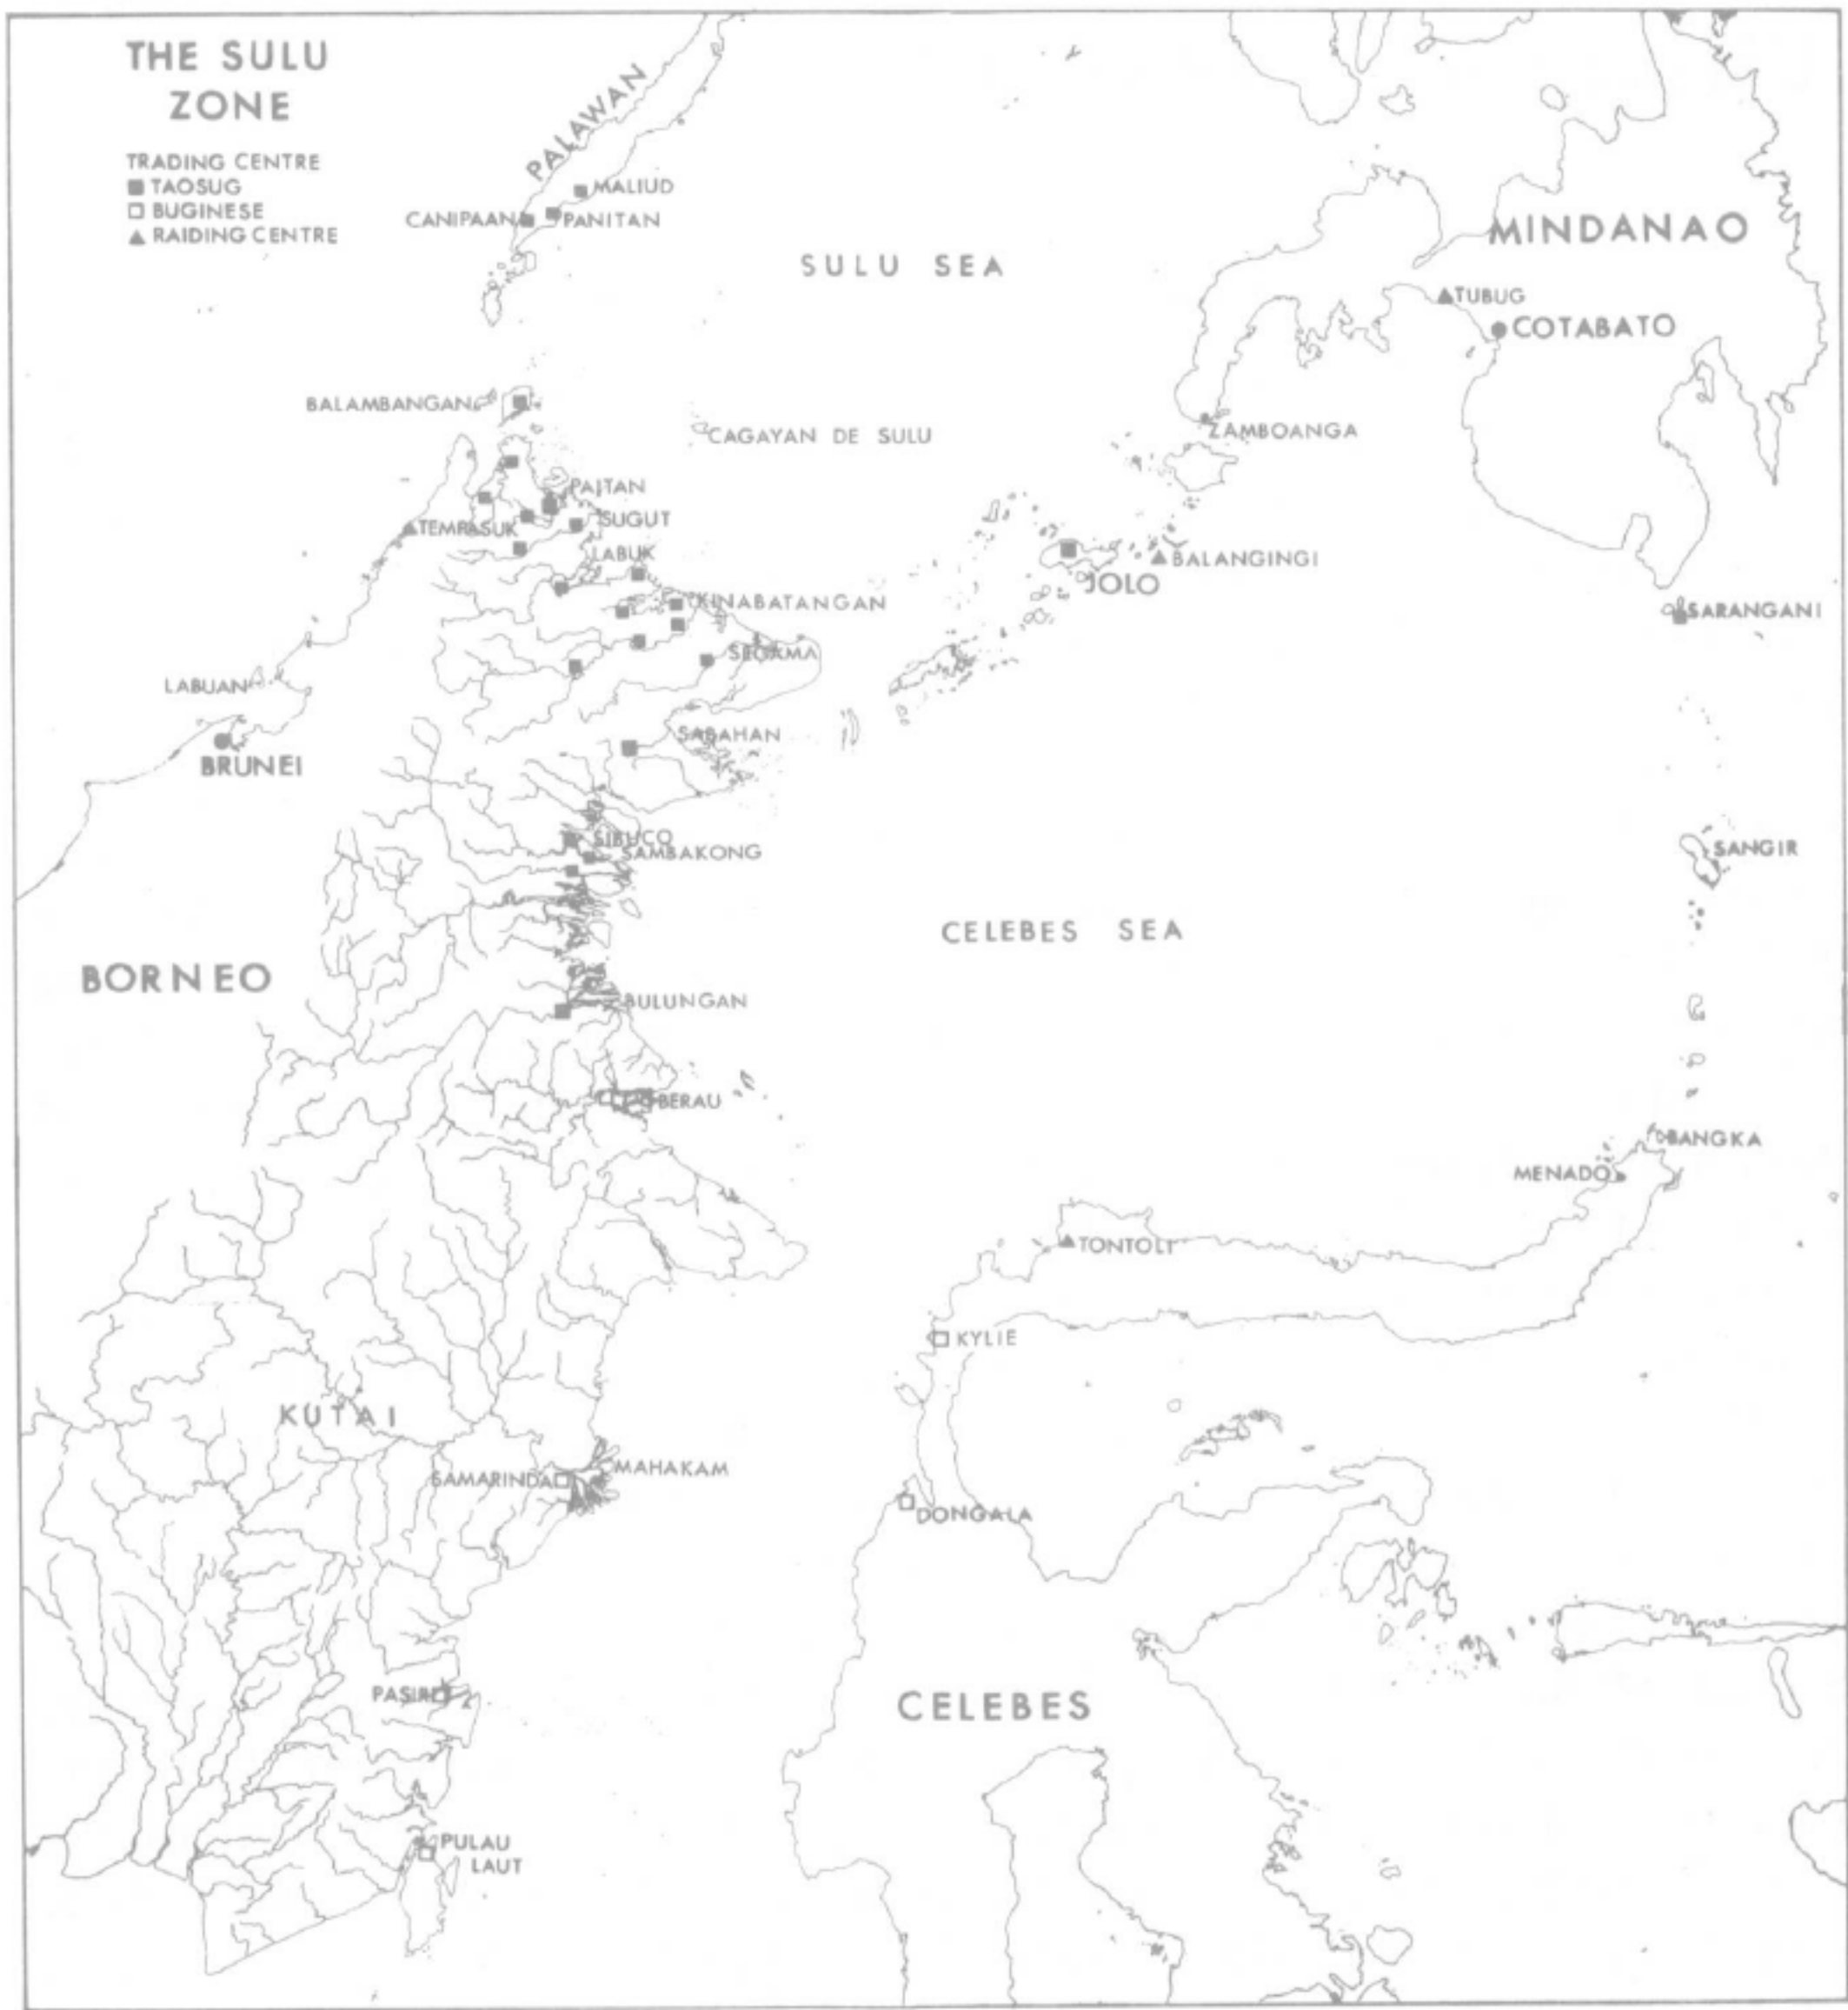 THE SULU
ZONE
TRADING CENTRE
TAOSUG
BUGINESE
RAIDING CENTRE
PALAWAN
MALIUD
CANIPAAN
PANITAN
SULU SEA
MINDANAO
TUBUG
COTABATO
BALAMBANGAN
CAGAYAN DE SULU
ZAMBOANGA
PAITAN
TEMPASUK
SUGUT
LABUK
BALANGINGI
JOLO
KINABATANGAN
SARANGANI
SEGAMA
LABUAN
SABAHAN
BRUNEI
SIBUCO
SAMBAKONG
SANGIR
CELEBES SEA
BORNEO
BULUNGAN
BERAU
BANGKA
MENADO
TONTOLI
KYLIE
KUTAI
MAHAKAM
SAMARINDA
DONGALA
PASIR
CELEBES
PULAU
LAUT